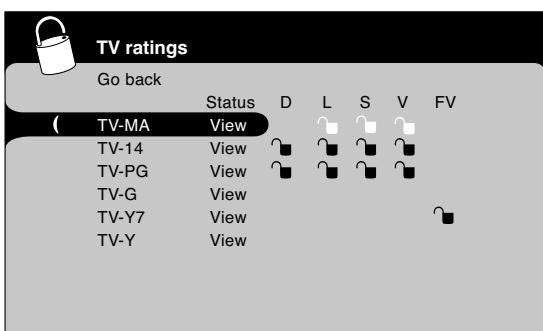 TV ratings
Go back
Status D L S V FV
TV-MA View
TV-14 View
TV-PG View
TV-G View
TV-Y7 View
TV-Y View